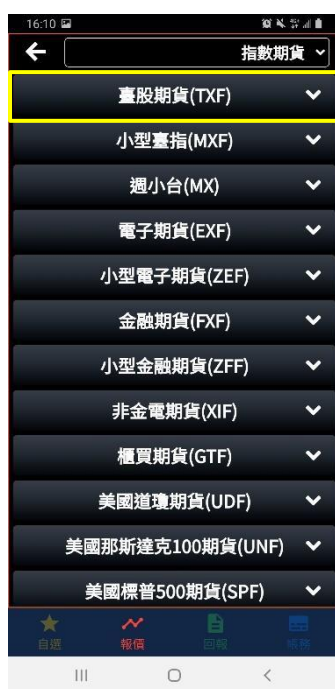 16:10
指數期貨
臺股期貨(TXF)
小型臺指(MXF)
週小台(MX)
電子期貨(EXF)
小型電子期貨(ZEF)
金融期貨(FXF)
小型金融期貨(ZFF)
非金電期貨(XIF)
櫃買期貨(GTF)
美國道瓊期貨(UDF)
美國那斯達克100期貨(UNF)
美國標普500期貨(SPF)
自選 報價 回報 帳務